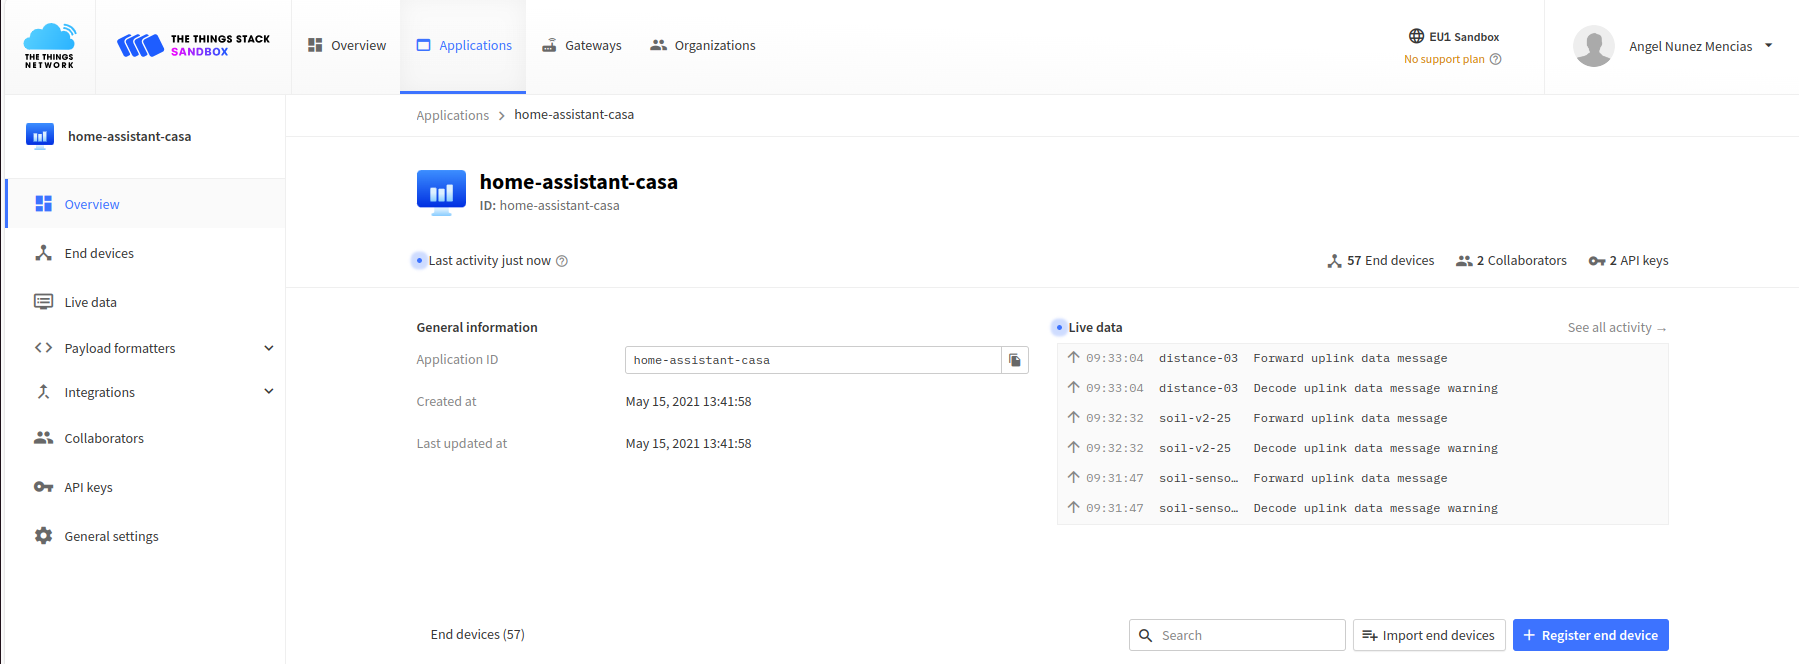 THE THINGS
NETWORK
THE THINGS STACK
SANDBOX
Overview
Applications
Gateways
Organizations
EU1 Sandbox
No support plan
Angel Nunez Mencias
home-assistant-casa
Overview
End devices
Live data
Payload formatters
Integrations
Collaborators
API keys
General settings
Applications > home-assistant-casa
home-assistant-casa
ID: home-assistant-casa
Last activity just now
57 End devices
2 Collaborators
2 API keys
General information
Application ID home-assistant-casa
Created at May 15, 2021 13:41:58
Last updated at May 15, 2021 13:41:58
Live data
See all activity →
↑ 09:33:04 distance-03 Forward uplink data message
↑ 09:33:04 distance-03 Decode uplink data message warning
↑ 09:32:32 soil-v2-25 Forward uplink data message
↑ 09:32:32 soil-v2-25 Decode uplink data message warning
↑ 09:31:47 soil-senso… Forward uplink data message
↑ 09:31:47 soil-senso… Decode uplink data message warning
End devices (57)
Search
Import end devices
+ Register end device